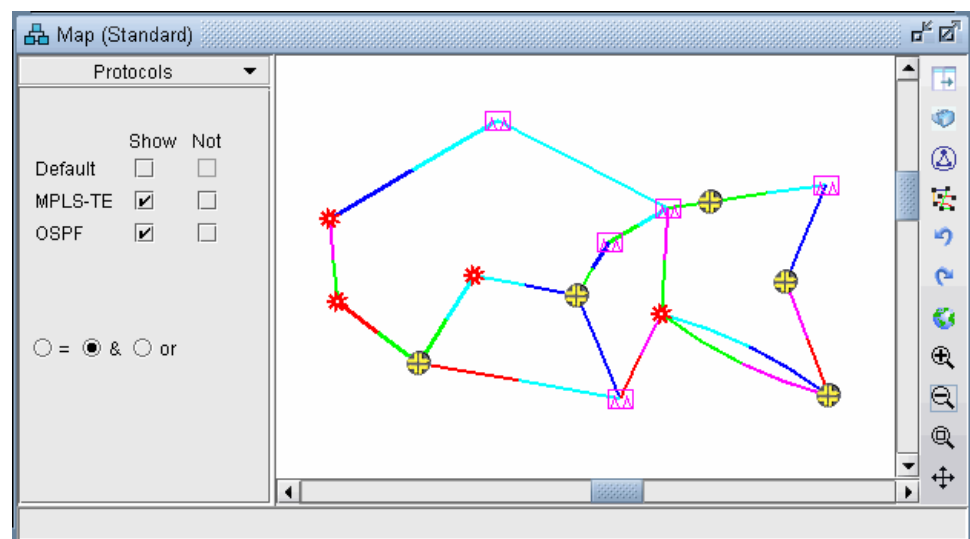 Map (Standard)
Protocols
Show Not
Default
MPLS-TE
OSPF
= & or